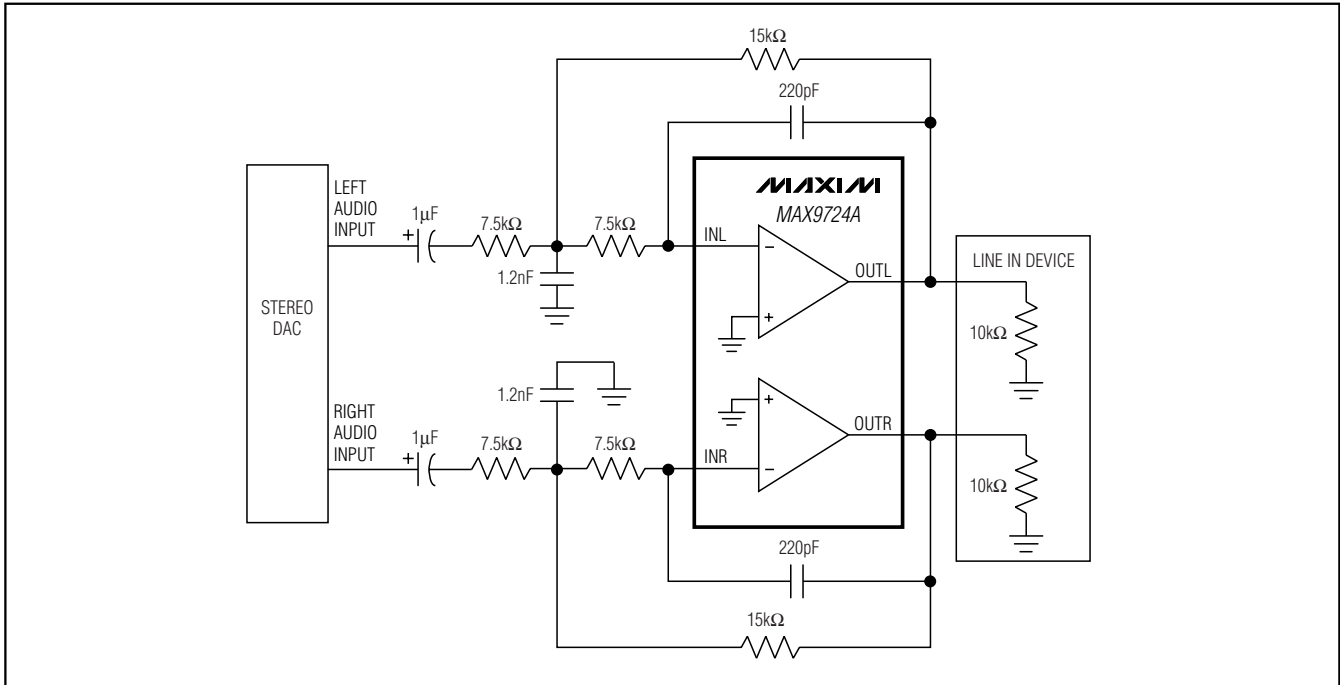 15kΩ
220pF
MAXIM
MAX9724A
LEFT
AUDIO
INPUT
1µF
+
7.5kΩ
7.5kΩ
INL
−
1.2nF
OUTL
+
LINE IN DEVICE
10kΩ
STEREO
DAC
1.2nF
+
OUTR
RIGHT
AUDIO
INPUT
1µF
+
7.5kΩ
7.5kΩ
INR
−
10kΩ
220pF
15kΩ